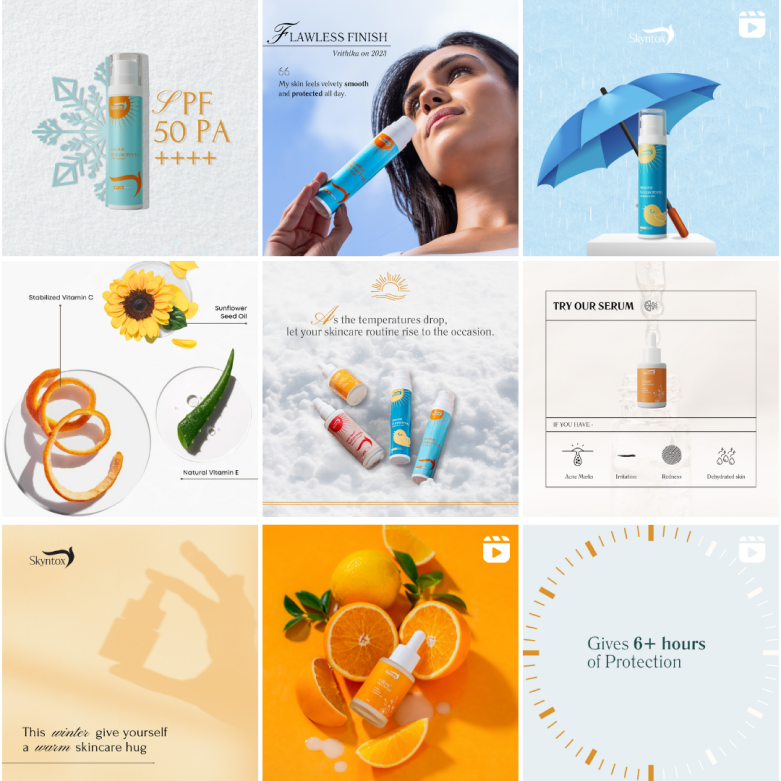 SPF
50 PA
++++
FLAWLESS FINISH
Vrithika on 2023
My skin feels velvety smooth
and protected all day.
Skyntox
Stabilized Vitamin C
Sunflower
Seed Oil
Natural Vitamin E
As the temperatures drop,
let your skincare routine rise to the occasion.
TRY OUR SERUM
IF YOU HAVE -
Acne Marks
Irritation
Redness
Dehydrated skin
Skyntox
This winter give yourself
a warm skincare hug
Gives 6+ hours
of Protection